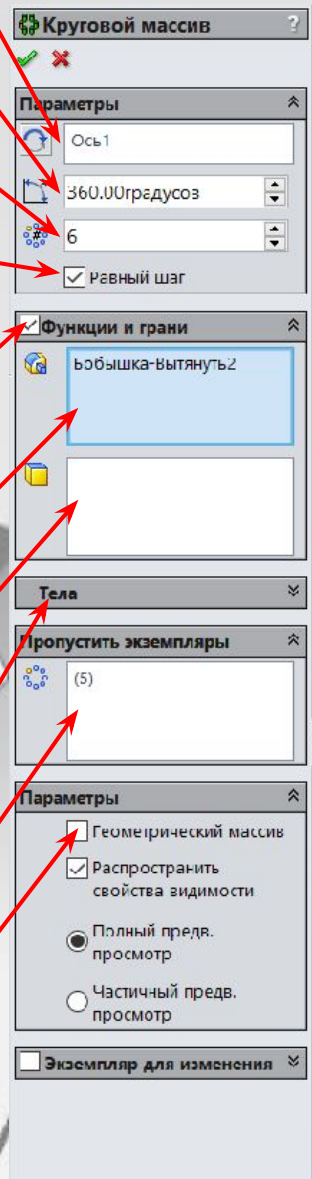 Круговой массив ?
Параметры
Ось1
360.00градусов
6
Равный шаг
Функции и грани
Бобышка-Вытянуть2
Тела
Пропустить экземпляры
(5)
Параметры
Геометрический массив
Распространить
свойства видимости
Полный предв.
просмотр
Частичный предв.
просмотр
Экземпляр для изменения